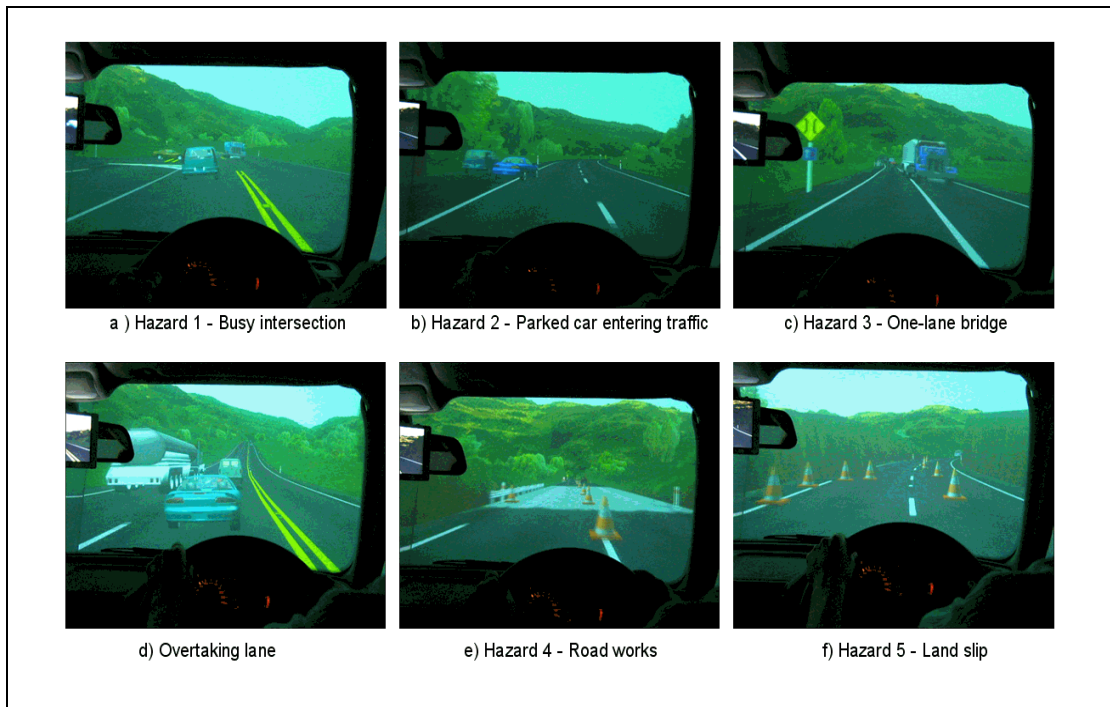 a ) Hazard 1 - Busy intersection
b) Hazard 2 - Parked car entering traffic
c) Hazard 3 - One-lane bridge
d) Overtaking lane
e) Hazard 4 - Road works
f) Hazard 5 - Land slip